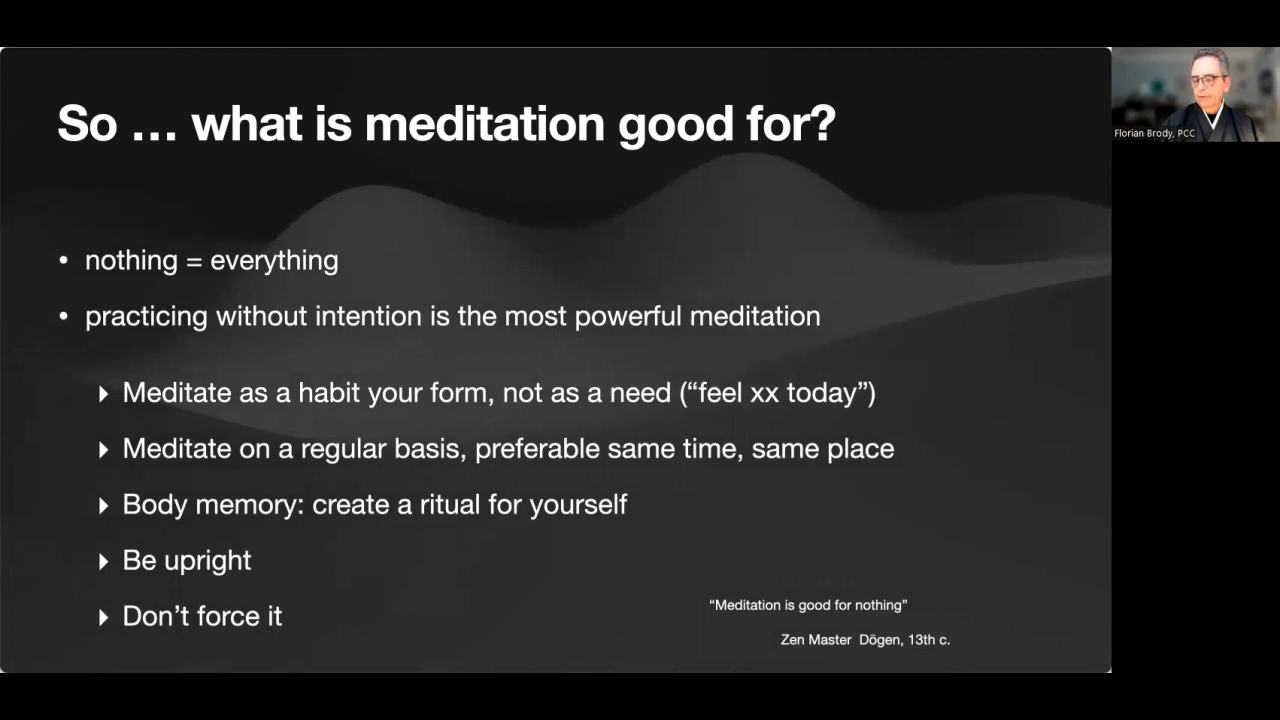 So … what is meditation good for?
• nothing = everything
• practicing without intention is the most powerful meditation
‣ Meditate as a habit your form, not as a need (“feel xx today”)
‣ Meditate on a regular basis, preferable same time, same place
‣ Body memory: create a ritual for yourself
‣ Be upright
‣ Don’t force it
“Meditation is good for nothing”
Zen Master Dōgen, 13th c.
Florian Brody, PCC